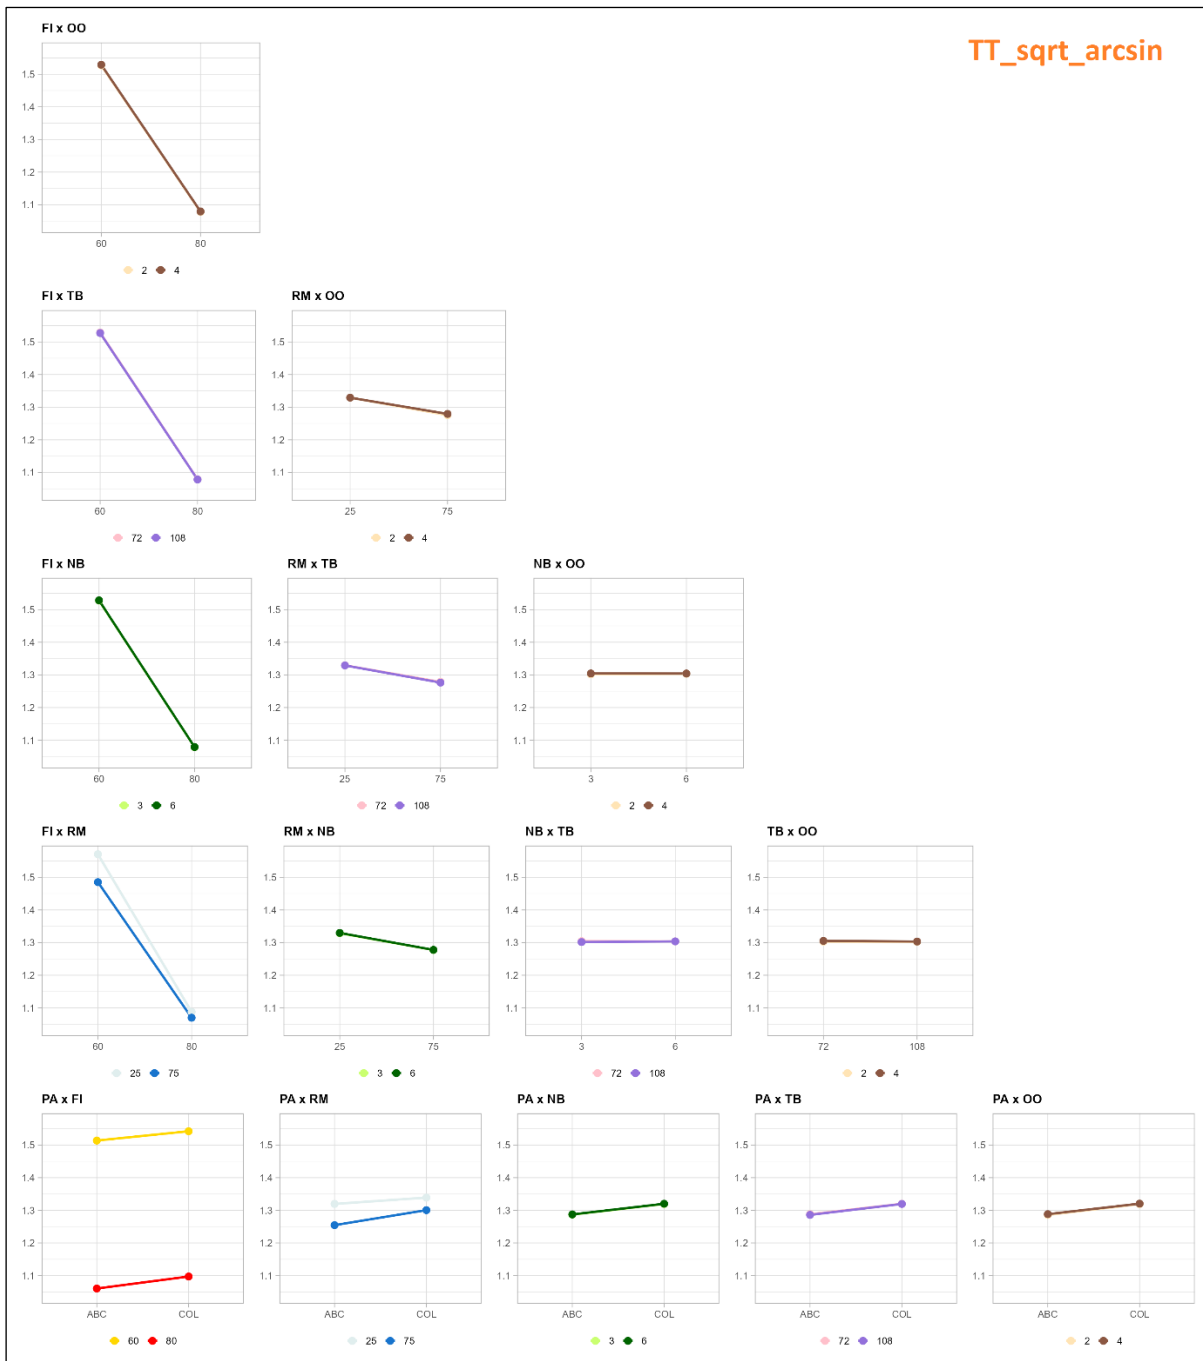 FI x OO
TT_sqrt_arcsin
1.5
1.4
1.3
1.2
1.1
60 80
2 4
FI x TB RM x OO
1.5 1.5
1.4 1.4
1.3 1.3
1.2 1.2
1.1 1.1
60 80 25 75
72 108 2 4
FI x NB RM x TB NB x OO
1.5 1.5 1.5
1.4 1.4 1.4
1.3 1.3 1.3
1.2 1.2 1.2
1.1 1.1 1.1
60 80 25 75 3 6
3 6 72 108 2 4
FI x RM RM x NB NB x TB TB x OO
1.5 1.5 1.5 1.5
1.4 1.4 1.4 1.4
1.3 1.3 1.3 1.3
1.2 1.2 1.2 1.2
1.1 1.1 1.1 1.1
60 80 25 75 3 6 72 108
25 75 3 6 72 108 2 4
PA x FI PA x RM PA x NB PA x TB PA x OO
1.5 1.5 1.5 1.5 1.5
1.4 1.4 1.4 1.4 1.4
1.3 1.3 1.3 1.3 1.3
1.2 1.2 1.2 1.2 1.2
1.1 1.1 1.1 1.1 1.1
ABC COL ABC COL ABC COL ABC COL ABC COL
60 80 25 75 3 6 72 108 2 4